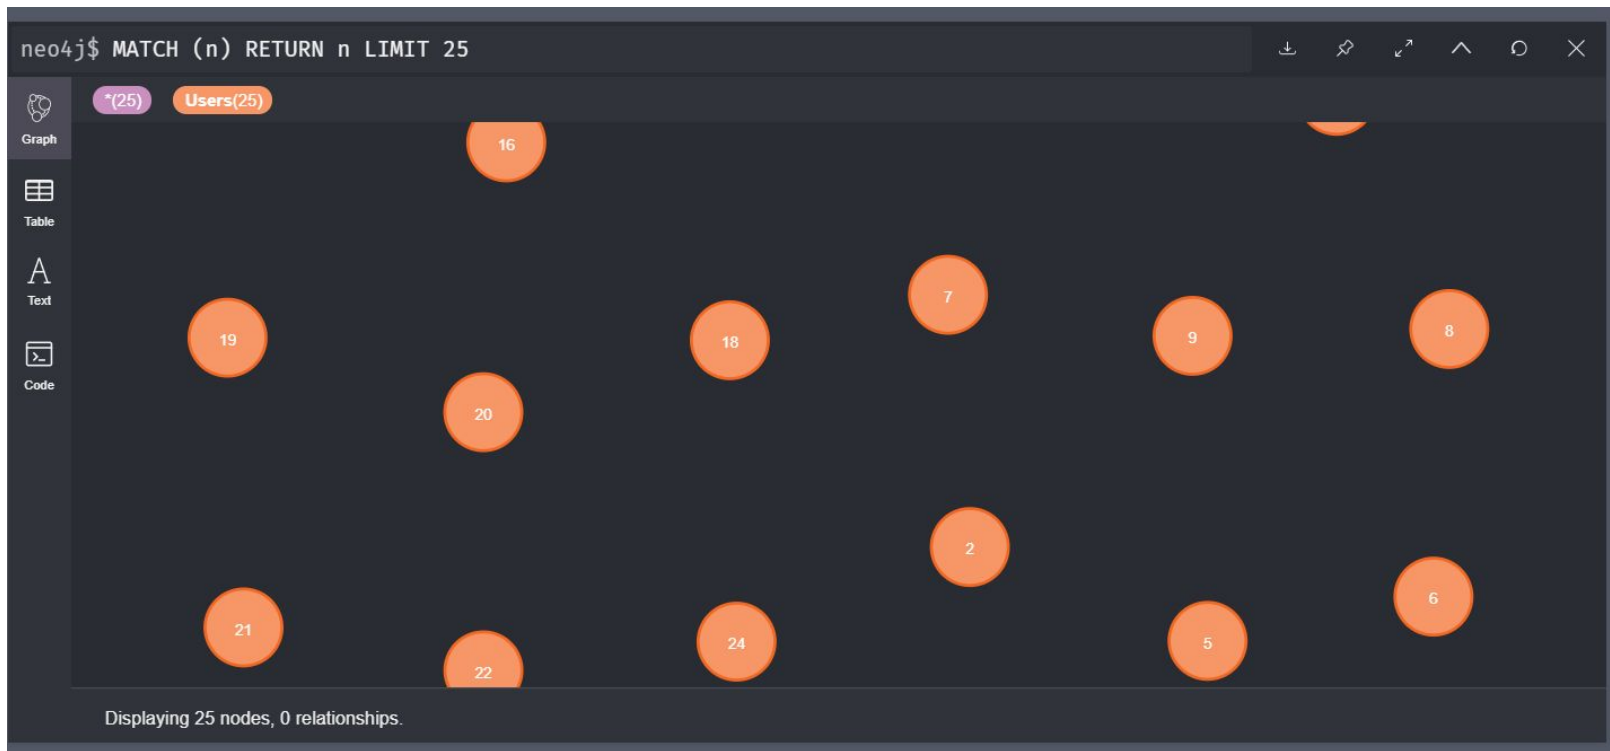 neo4j$ MATCH (n) RETURN n LIMIT 25
*(25) Users(25)
Graph
Table
Text
Code
16
7
19
18
9
8
20
2
21
22
24
5
6
Displaying 25 nodes, 0 relationships.